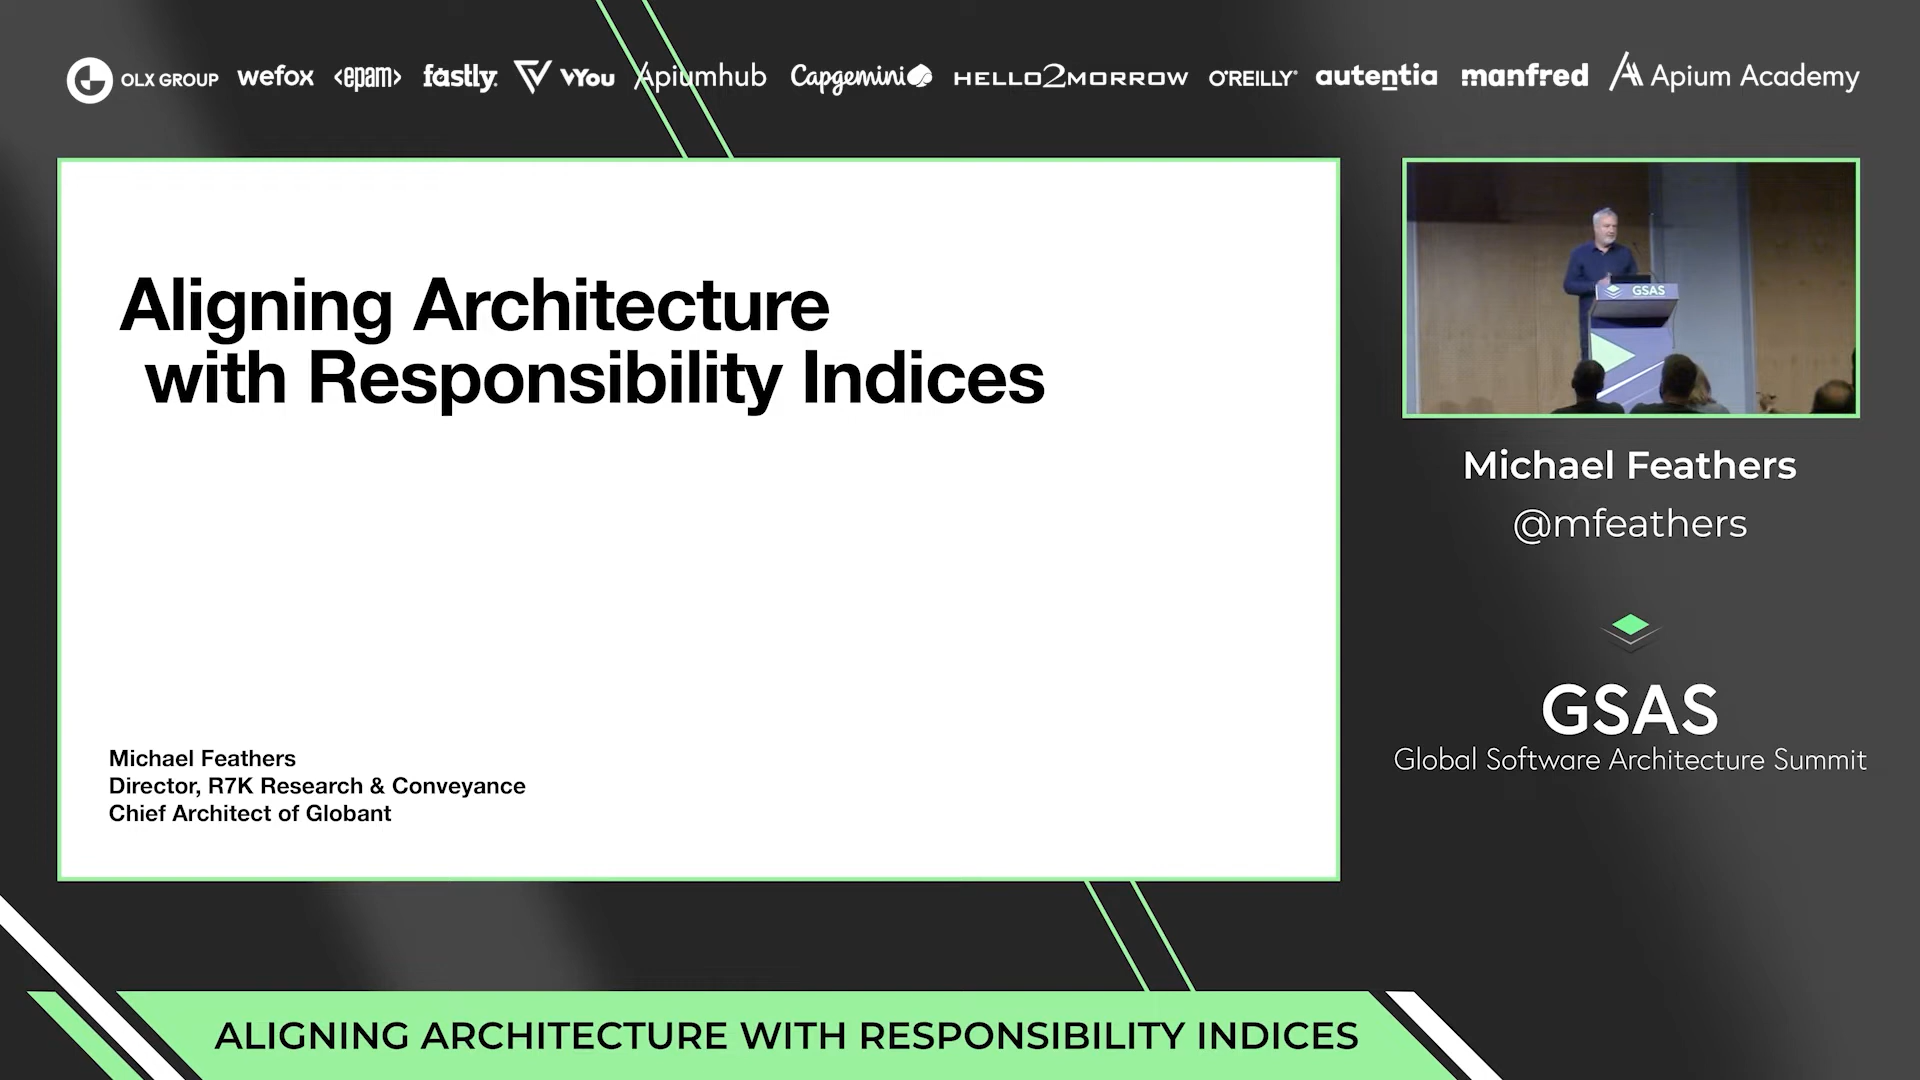 OLX GROUP wefox <epam> fastly. VYou Apiumhub Capgemini HELLO2MORROW O'REILLY® autentia manfred Apium Academy
Aligning Architecture
with Responsibility Indices
Michael Feathers
Director, R7K Research & Conveyance
Chief Architect of Globant
GSAS
Michael Feathers
@mfeathers
GSAS
Global Software Architecture Summit
ALIGNING ARCHITECTURE WITH RESPONSIBILITY INDICES